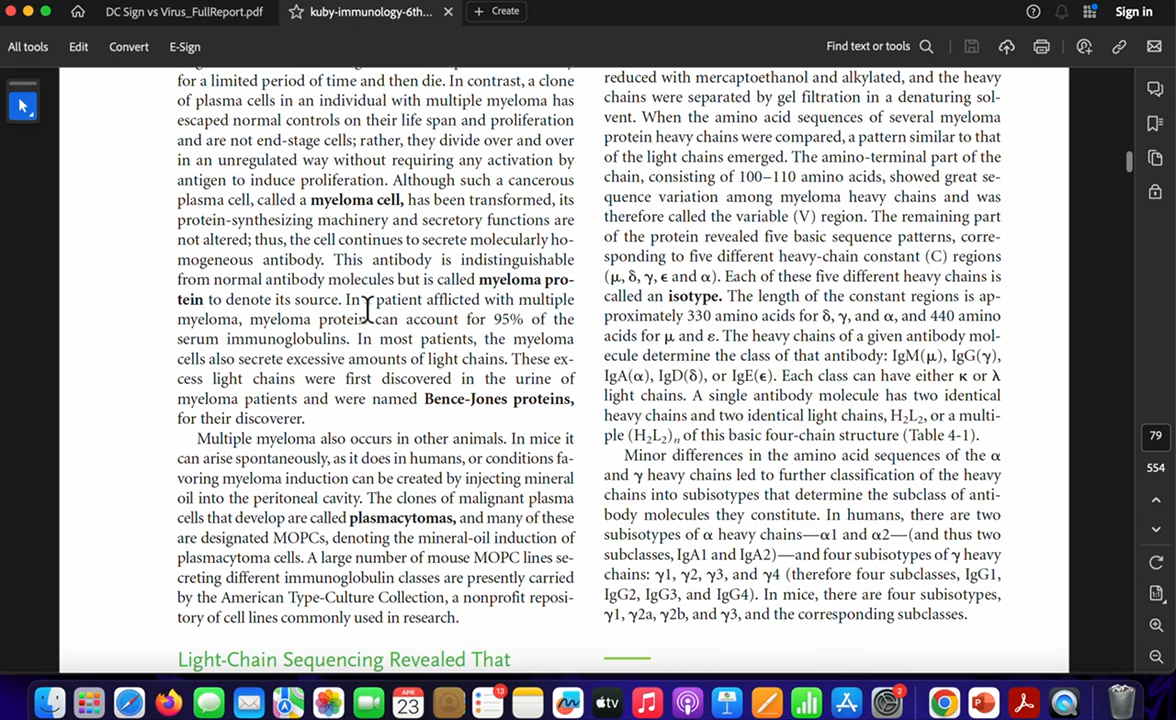 DC Sign vs Virus_FullReport.pdf
kuby-immunology-6th...
Create
Sign in
All tools
Edit
Convert
E-Sign
Find text or tools
for a limited period of time and then die. In contrast, a clone
of plasma cells in an individual with multiple myeloma has
escaped normal controls on their life span and proliferation
and are not end-stage cells; rather, they divide over and over
in an unregulated way without requiring any activation by
antigen to induce proliferation. Although such a cancerous
plasma cell, called a myeloma cell, has been transformed, its
protein-synthesizing machinery and secretory functions are
not altered; thus, the cell continues to secrete molecularly ho-
mogeneous antibody. This antibody is indistinguishable
from normal antibody molecules but is called myeloma pro-
tein to denote its source. In patient afflicted with multiple
myeloma, myeloma protein can account for 95% of the
serum immunoglobulins. In most patients, the myeloma
cells also secrete excessive amounts of light chains. These ex-
cess light chains were first discovered in the urine of
myeloma patients and were named Bence-Jones proteins,
for their discoverer.
Multiple myeloma also occurs in other animals. In mice it
can arise spontaneously, as it does in humans, or conditions fa-
voring myeloma induction can be created by injecting mineral
oil into the peritoneal cavity. The clones of malignant plasma
cells that develop are called plasmacytomas, and many of these
are designated MOPCs, denoting the mineral-oil induction of
plasmacytoma cells. A large number of mouse MOPC lines se-
creting different immunoglobulin classes are presently carried
by the American Type-Culture Collection, a nonprofit reposi-
tory of cell lines commonly used in research.
Light-Chain Sequencing Revealed That
reduced with mercaptoethanol and alkylated, and the heavy
chains were separated by gel filtration in a denaturing sol-
vent. When the amino acid sequences of several myeloma
protein heavy chains were compared, a pattern similar to that
of the light chains emerged. The amino-terminal part of the
chain, consisting of 100–110 amino acids, showed great se-
quence variation among myeloma heavy chains and was
therefore called the variable (V) region. The remaining part
of the protein revealed five basic sequence patterns, corre-
sponding to five different heavy-chain constant (C) regions
(μ, δ, γ, ϵ and α). Each of these five different heavy chains is
called an isotype. The length of the constant regions is ap-
proximately 330 amino acids for δ, γ, and α, and 440 amino
acids for μ and ε. The heavy chains of a given antibody mol-
ecule determine the class of that antibody: IgM(μ), IgG(γ),
IgA(α), IgD(δ), or IgE(ϵ). Each class can have either κ or λ
light chains. A single antibody molecule has two identical
heavy chains and two identical light chains, H₂L₂, or a multi-
ple (H₂L₂)ₙ of this basic four-chain structure (Table 4-1).
Minor differences in the amino acid sequences of the α
and γ heavy chains led to further classification of the heavy
chains into subisotypes that determine the subclass of anti-
body molecules they constitute. In humans, there are two
subisotypes of α heavy chains—α1 and α2—(and thus two
subclasses, IgA1 and IgA2)—and four subisotypes of γ heavy
chains: γ1, γ2, γ3, and γ4 (therefore four subclasses, IgG1,
IgG2, IgG3, and IgG4). In mice, there are four subisotypes,
γ1, γ2a, γ2b, and γ3, and the corresponding subclasses.
79
554
APR
23
13
tv
2